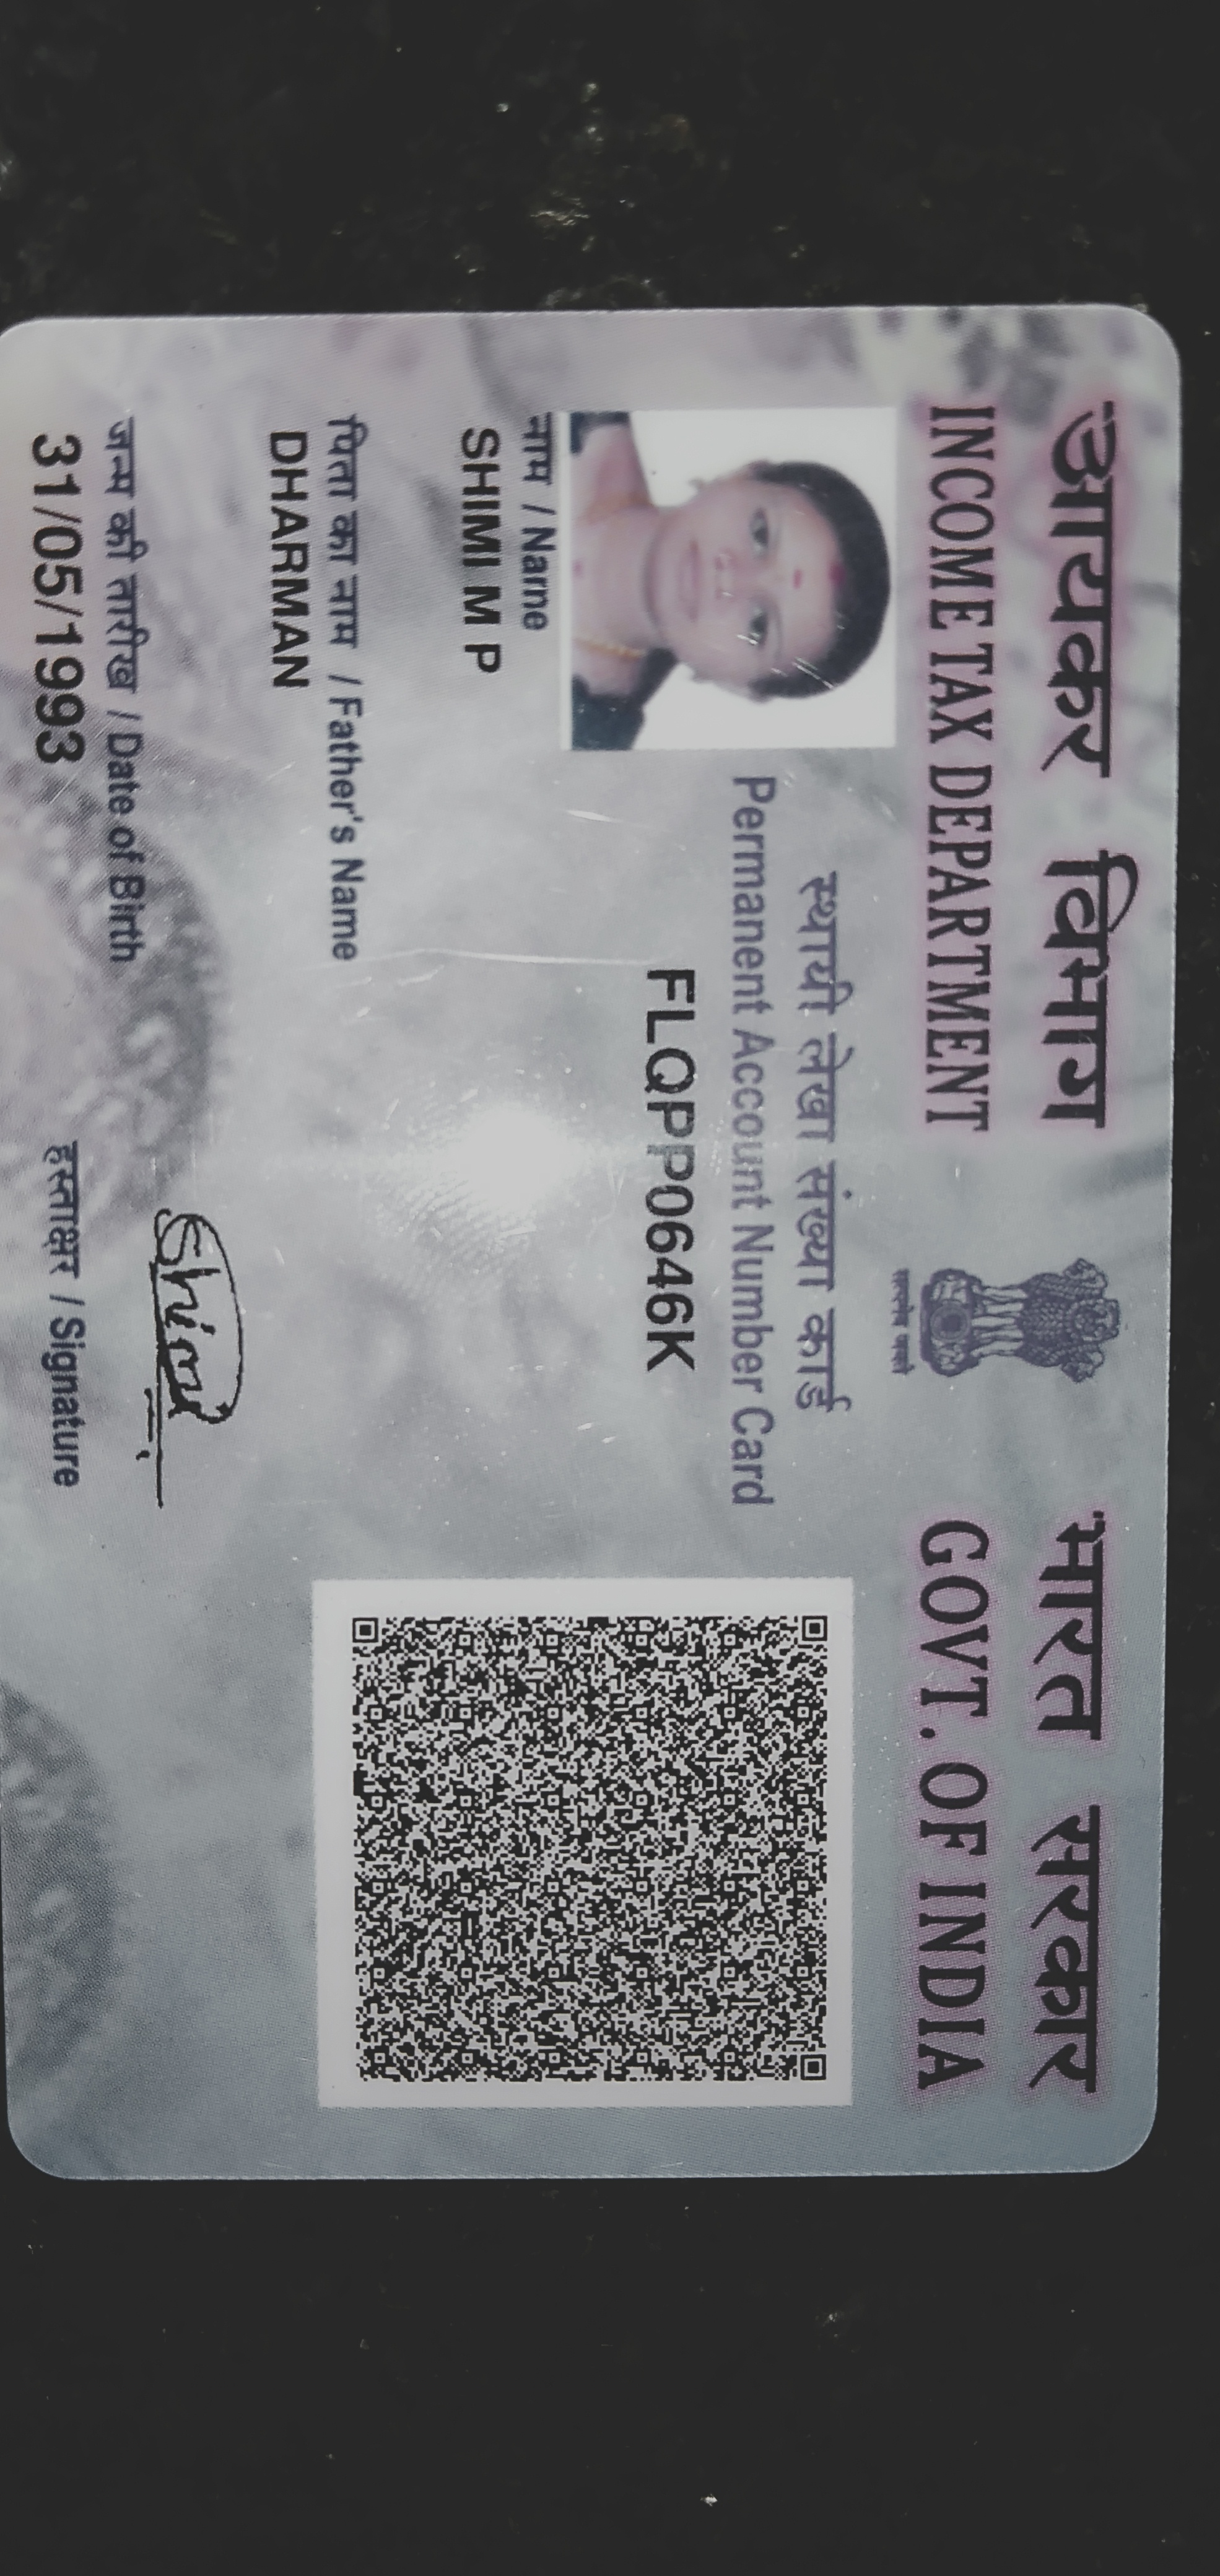 आयकर विभाग
INCOME TAX DEPARTMENT
सत्यमेव जयते
भारत सरकार
GOVT. OF INDIA
स्थायी लेखा संख्या कार्ड
Permanent Account Number Card
FLQPP0646K
नाम / Name
SHIMI M P
पिता का नाम / Father's Name
DHARMAN
जन्म की तारीख / Date of Birth
31/05/1993
Shimi
हस्ताक्षर / Signature